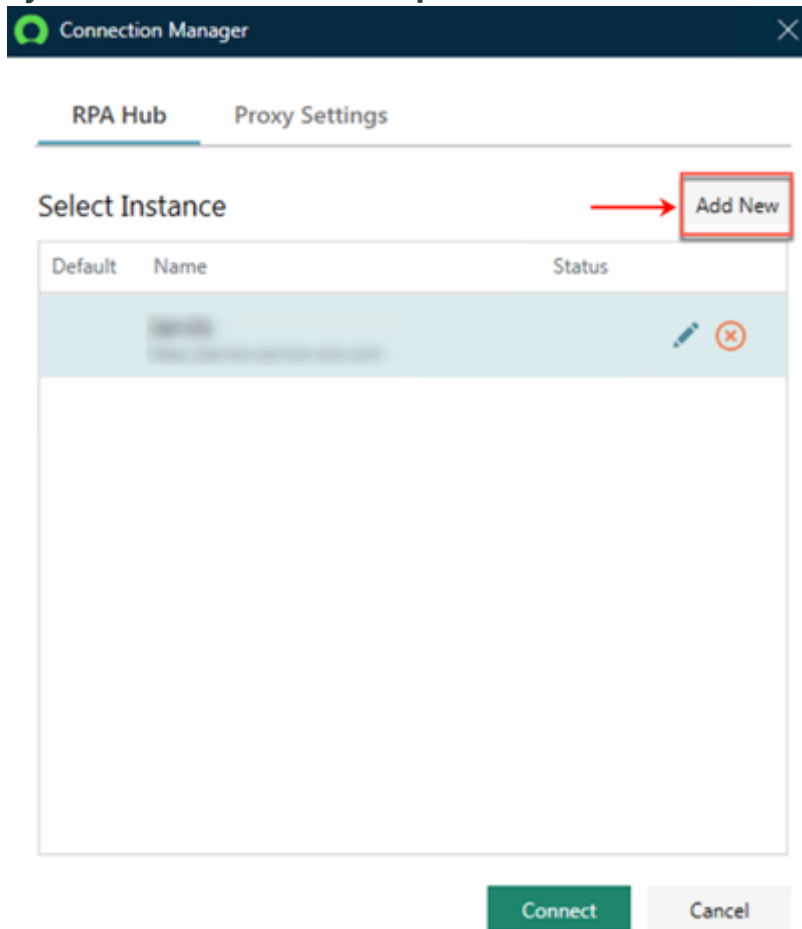 Connection Manager
RPA Hub Proxy Settings
Select Instance
Add New
Default Name Status
Connect Cancel